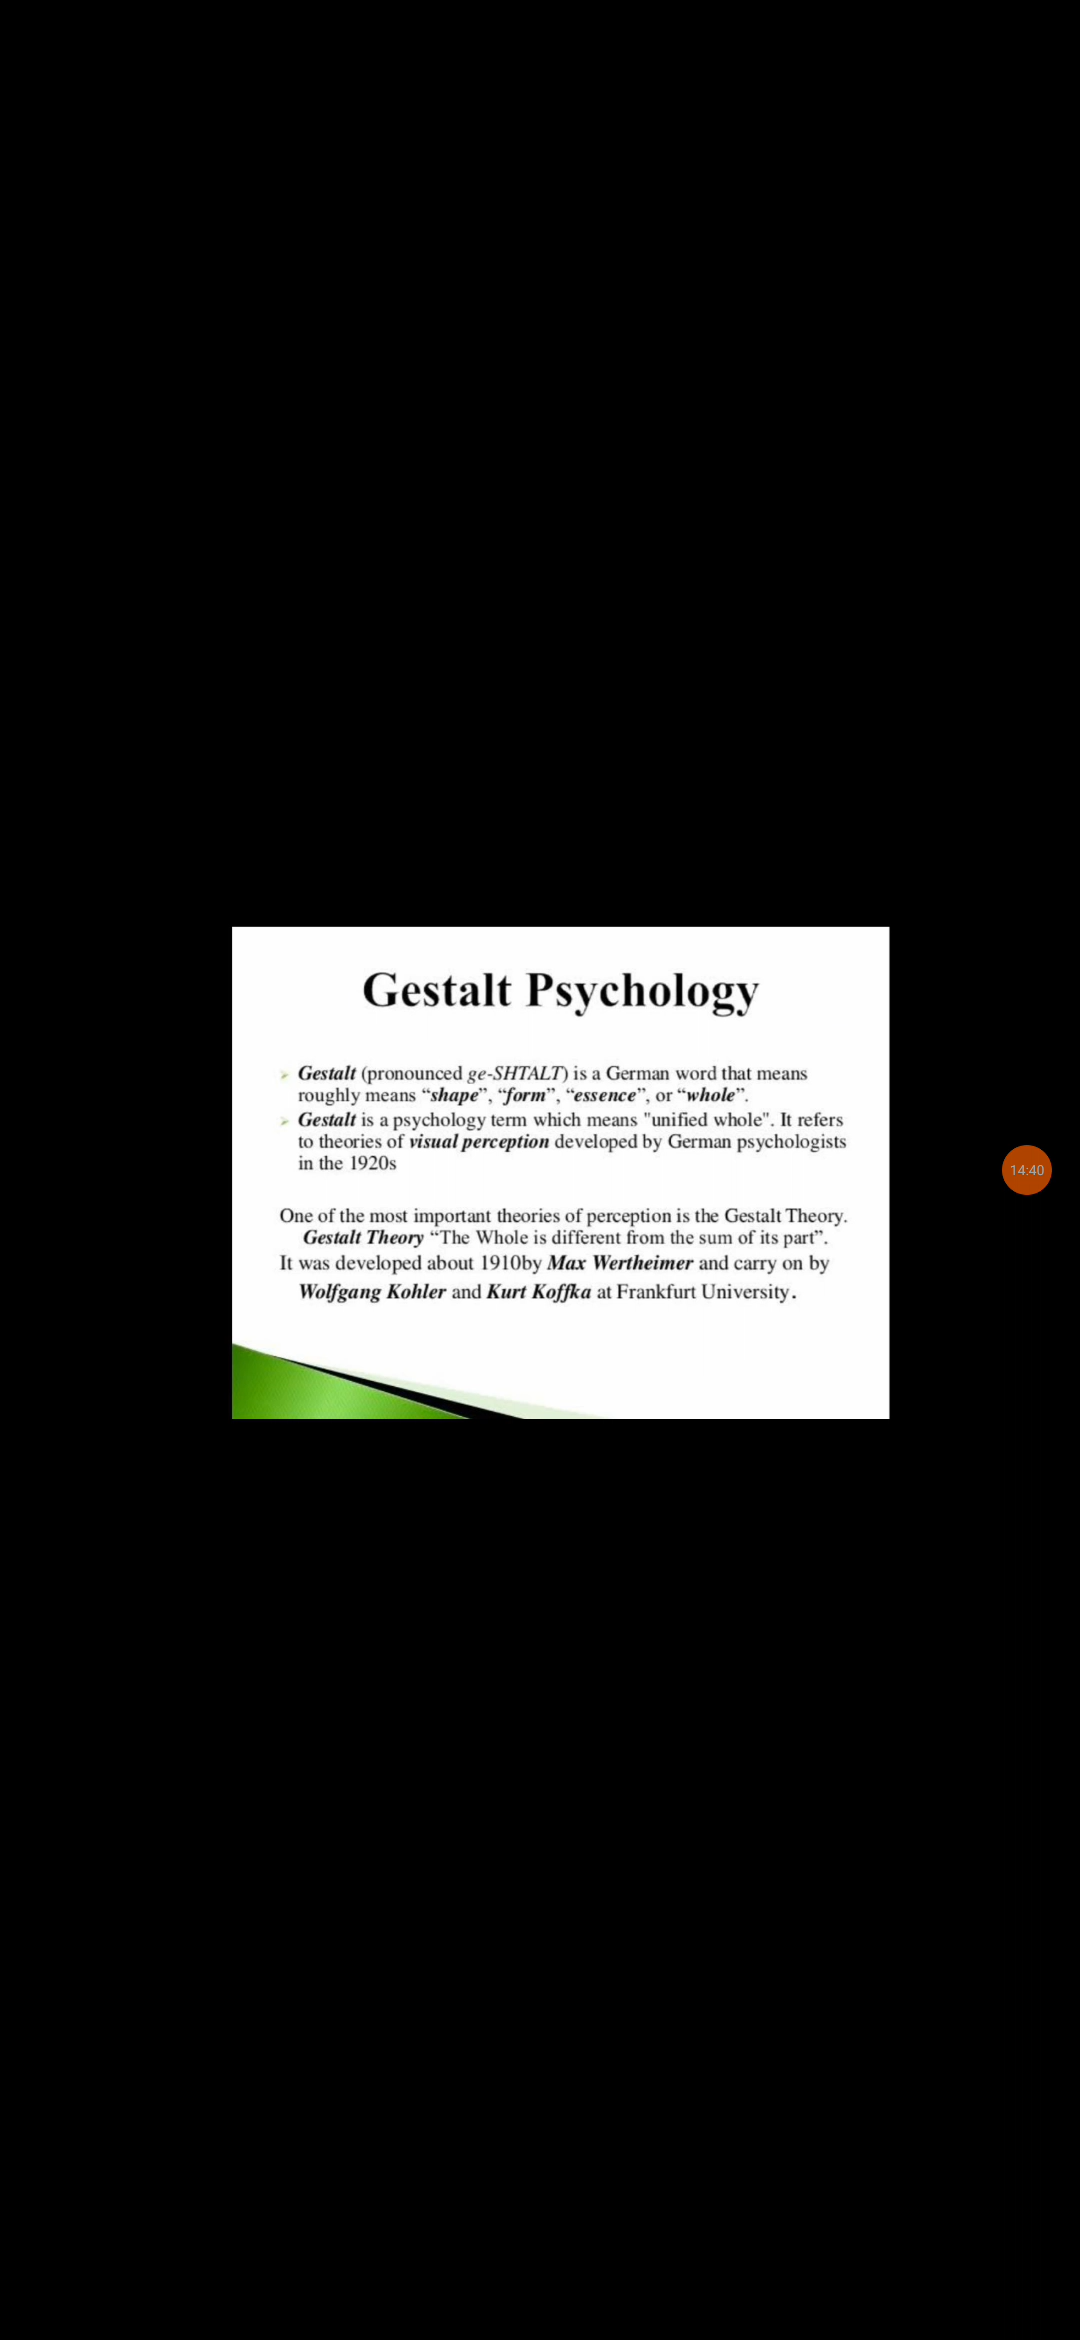 Gestalt Psychology
➢ Gestalt (pronounced ge-SHTALT) is a German word that means
roughly means “shape”, “form”, “essence”, or “whole”.
➢ Gestalt is a psychology term which means "unified whole". It refers
to theories of visual perception developed by German psychologists
in the 1920s
One of the most important theories of perception is the Gestalt Theory.
Gestalt Theory “The Whole is different from the sum of its part”.
It was developed about 1910by Max Wertheimer and carry on by
Wolfgang Kohler and Kurt Koffka at Frankfurt University.
14:40